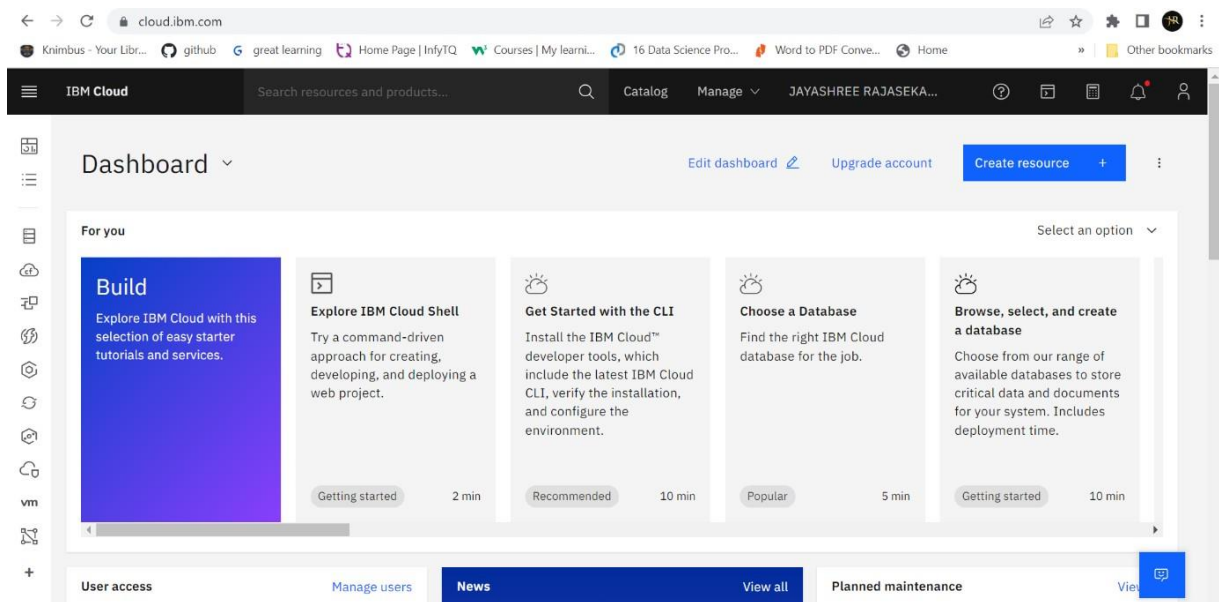 cloud.ibm.com
Knimbus - Your Libr... github great learning Home Page | InfyTQ Courses | My learni... 16 Data Science Pro... Word to PDF Conve... Home » Other bookmarks
IBM Cloud Search resources and products... Catalog Manage JAYASHREE RAJASEKA...
Dashboard Edit dashboard Upgrade account Create resource +
For you Select an option
Build
Explore IBM Cloud with this
selection of easy starter
tutorials and services.
Explore IBM Cloud Shell
Try a command-driven
approach for creating,
developing, and deploying a
web project.
Getting started 2 min
Get Started with the CLI
Install the IBM Cloud™
developer tools, which
include the latest IBM Cloud
CLI, verify the installation,
and configure the
environment.
Recommended 10 min
Choose a Database
Find the right IBM Cloud
database for the job.
Popular 5 min
Browse, select, and create
a database
Choose from our range of
available databases to store
critical data and documents
for your system. Includes
deployment time.
Getting started 10 min
vm
User access Manage users
News View all
Planned maintenance